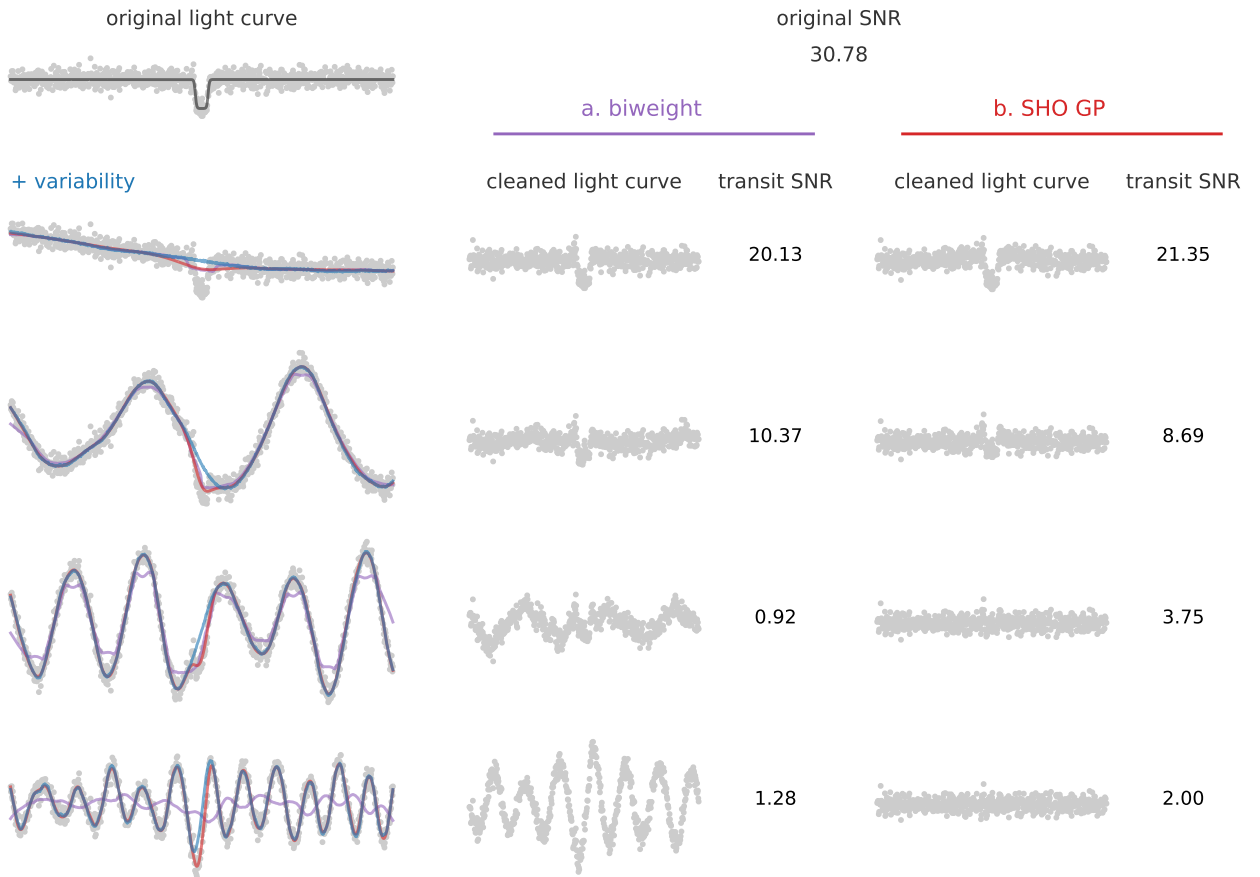 original light curve
original SNR
30.78
a. biweight
b. SHO GP
+ variability
cleaned light curve
transit SNR
cleaned light curve
transit SNR
20.13
21.35
10.37
8.69
0.92
3.75
1.28
2.00